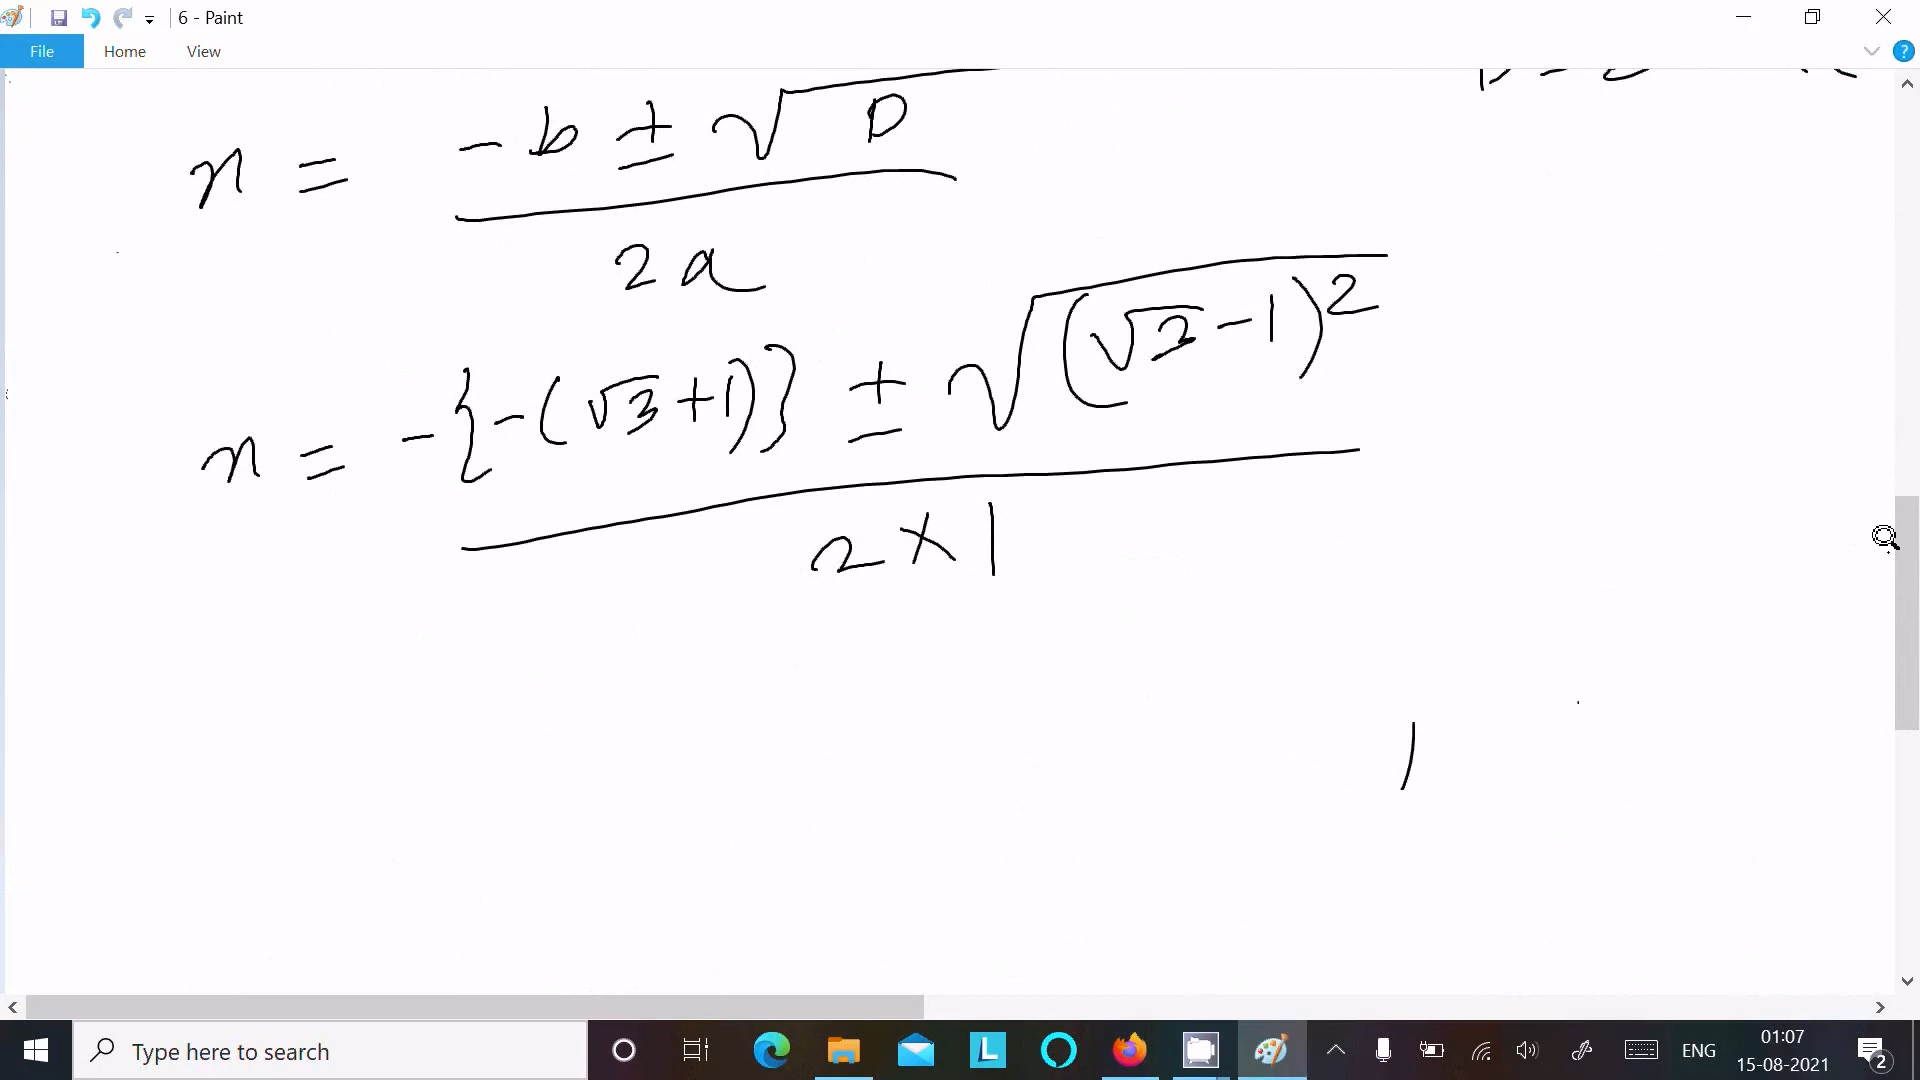 6 - Paint
File Home View
x = -b ± √D
2a
x = -{-(√3+1)} ± √(√3-1)²
2×1
Type here to search
ENG
01:07
15-08-2021
2